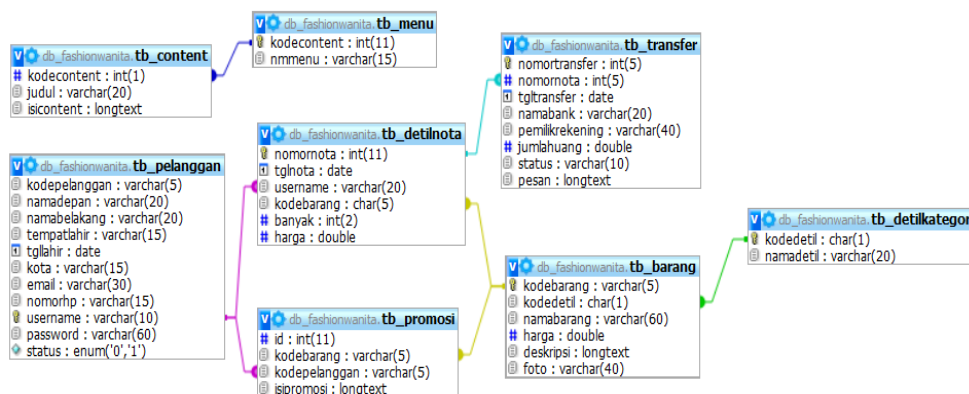 db_fashionwanita.tb_content
kodecontent : int(1)
judul : varchar(20)
isicontent : longtext
db_fashionwanita.tb_menu
kodecontent : int(11)
nmmenu : varchar(15)
db_fashionwanita.tb_transfer
nomortransfer : int(5)
nomornota : int(5)
tgltransfer : date
namabank : varchar(20)
pemilikrekening : varchar(40)
jumlahuang : double
status : varchar(10)
pesan : longtext
db_fashionwanita.tb_pelanggan
kodepelanggan : varchar(5)
namadepan : varchar(20)
namabelakang : varchar(20)
tempatlahir : varchar(15)
tgllahir : date
kota : varchar(15)
email : varchar(30)
nomorhp : varchar(15)
username : varchar(10)
password : varchar(60)
status : enum('0','1')
db_fashionwanita.tb_detilnota
nomornota : int(11)
tglnota : date
username : varchar(20)
kodebarang : char(5)
banyak : int(2)
harga : double
db_fashionwanita.tb_promosi
id : int(11)
kodebarang : varchar(5)
kodepelanggan : varchar(5)
isipromosi : longtext
db_fashionwanita.tb_barang
kodebarang : varchar(5)
kodedetil : char(1)
namabarang : varchar(60)
harga : double
deskripsi : longtext
foto : varchar(40)
db_fashionwanita.tb_detilkategor
kodedetil : char(1)
namadetil : varchar(20)